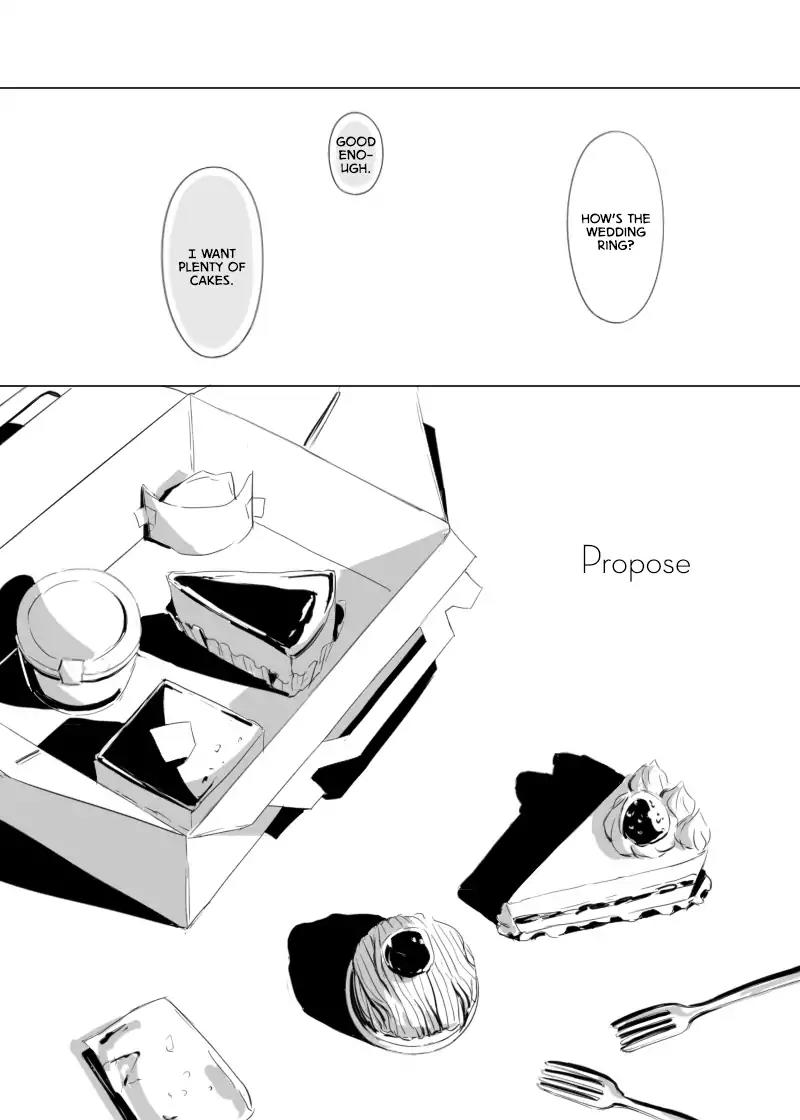 HOW'S THE
WEDDING
RING?
GOOD
ENO-
UGH.
I WANT
PLENTY OF
CAKES.
Propose